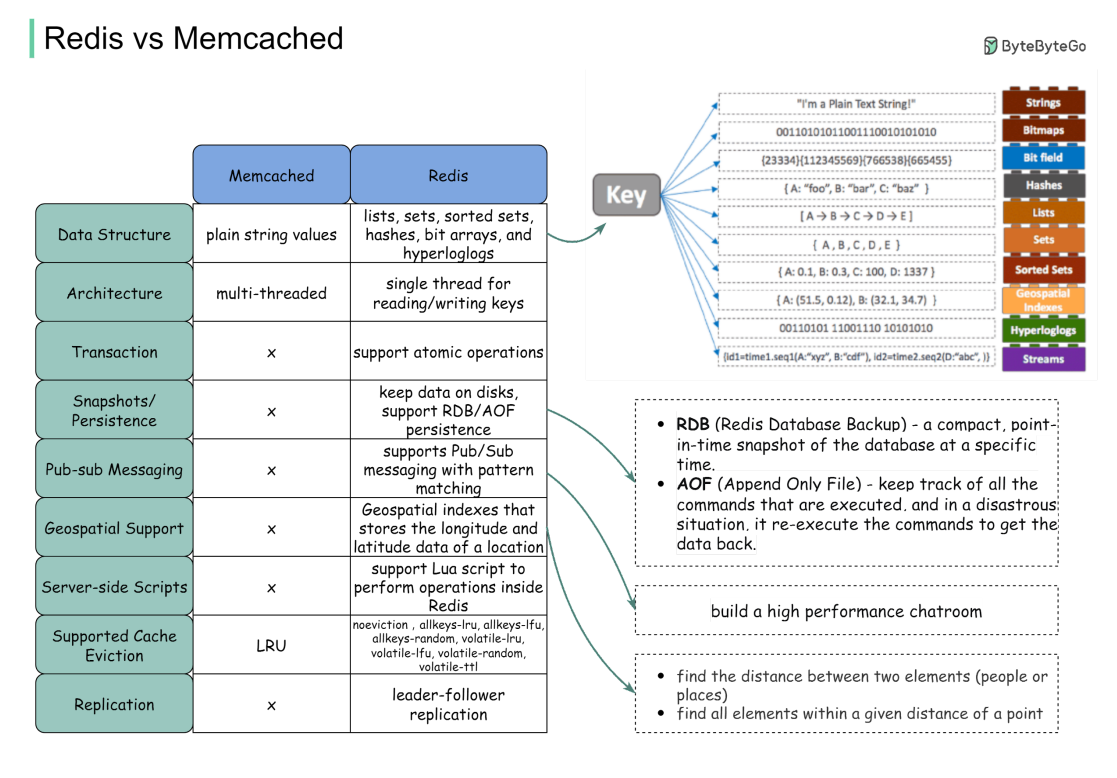 Redis vs Memcached
ByteByteGo
Memcached
Redis
Data Structure
plain string values
lists, sets, sorted sets,
hashes, bit arrays, and
hyperloglogs
Architecture
multi-threaded
single thread for
reading/writing keys
Transaction
x
support atomic operations
Snapshots/
Persistence
x
keep data on disks,
support RDB/AOF
persistence
Pub-sub Messaging
x
supports Pub/Sub
messaging with pattern
matching
Geospatial Support
x
Geospatial indexes that
stores the longitude and
latitude data of a location
Server-side Scripts
x
support Lua script to
perform operations inside
Redis
Supported Cache
Eviction
LRU
noeviction , allkeys-lru, allkeys-lfu,
allkeys-random, volatile-lru,
volatile-lfu, volatile-random,
volatile-ttl
Replication
x
leader-follower
replication
Key
"I'm a Plain Text String!"
Strings
00110101011001110010101010
Bitmaps
{23334}{112345569}{766538}{665455}
Bit field
{ A: "foo", B: "bar", C: "baz" }
Hashes
[ A → B → C → D → E ]
Lists
{ A , B , C , D , E }
Sets
{ A: 0.1, B: 0.3, C: 100, D: 1337 }
Sorted Sets
{ A: (51.5, 0.12), B: (32.1, 34.7) }
Geospatial
Indexes
00110101 11001110 10101010
Hyperloglogs
{id1=time1.seq1(A:"xyz", B:"cdf"), id2=time2.seq2(D:"abc", )}
Streams
• RDB (Redis Database Backup) - a compact, point-
in-time snapshot of the database at a specific
time.
• AOF (Append Only File) - keep track of all the
commands that are executed, and in a disastrous
situation, it re-execute the commands to get the
data back.
build a high performance chatroom
• find the distance between two elements (people or
places)
• find all elements within a given distance of a point